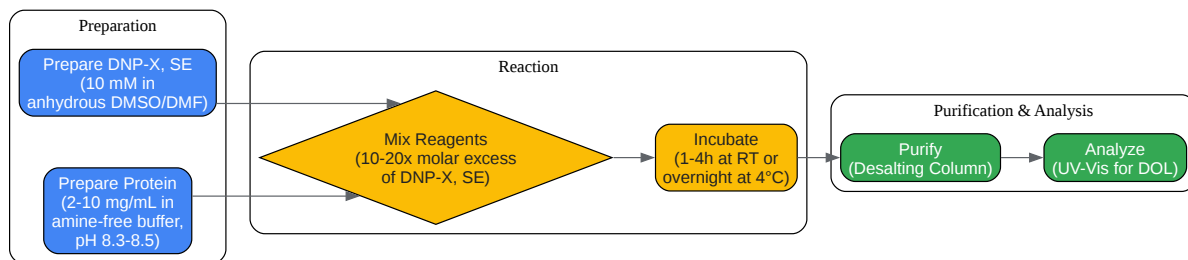 Preparation
Prepare DNP-X, SE
(10 mM in
anhydrous DMSO/DMF)
Prepare Protein
(2-10 mg/mL in
amine-free buffer,
pH 8.3-8.5)
Reaction
Mix Reagents
(10-20x molar excess
of DNP-X, SE)
Incubate
(1-4h at RT or
overnight at 4°C)
Purification & Analysis
Purify
(Desalting Column)
Analyze
(UV-Vis for DOL)